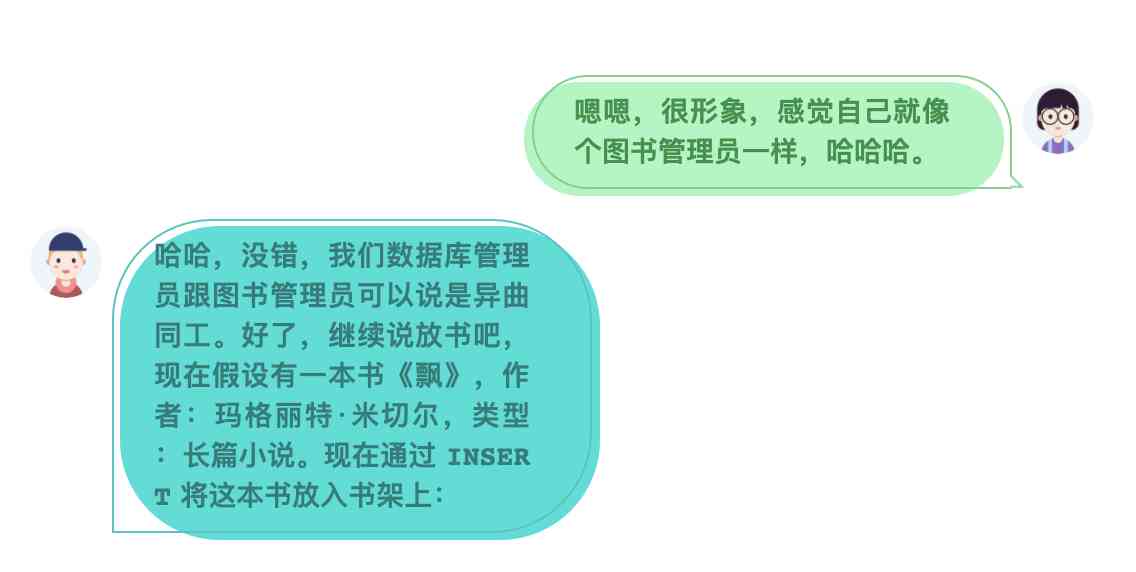 嗯嗯，很形象，感觉自己就像
个图书管理员一样，哈哈哈。
哈哈，没错，我们数据库管理
员跟图书管理员可以说是异曲
同工。好了，继续说放书吧，
现在假设有一本书《飘》，作
者：玛格丽特·米切尔，类型
：长篇小说。现在通过 INSER
T 将这本书放入书架上：